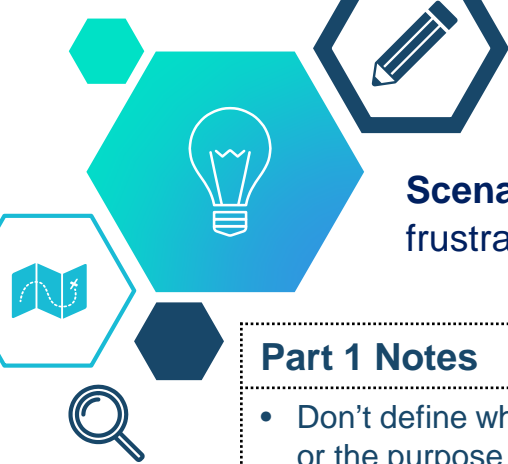 Scena
frustra
Part 1 Notes
• Don't define wh
or the purpose